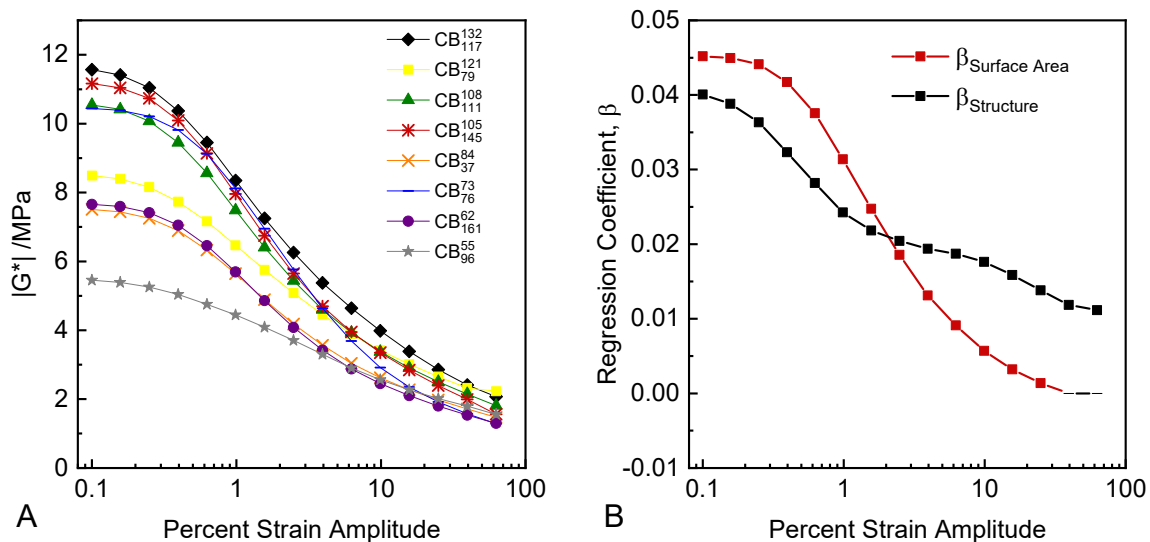 12
10
8
6
4
2
0
|G*| /MPa
CB¹³²₁₁₇
CB¹²¹₇₉
CB¹⁰⁸₁₁₁
CB¹⁰⁵₁₄₅
CB⁸⁴₃₇
CB⁷³₇₆
CB⁶²₁₆₁
CB⁵⁵₉₆
0.1 1 10 100
Percent Strain Amplitude
A
0.05
0.04
0.03
0.02
0.01
0.00
-0.01
Regression Coefficient, β
β Surface Area
β Structure
0.1 1 10 100
Percent Strain Amplitude
B